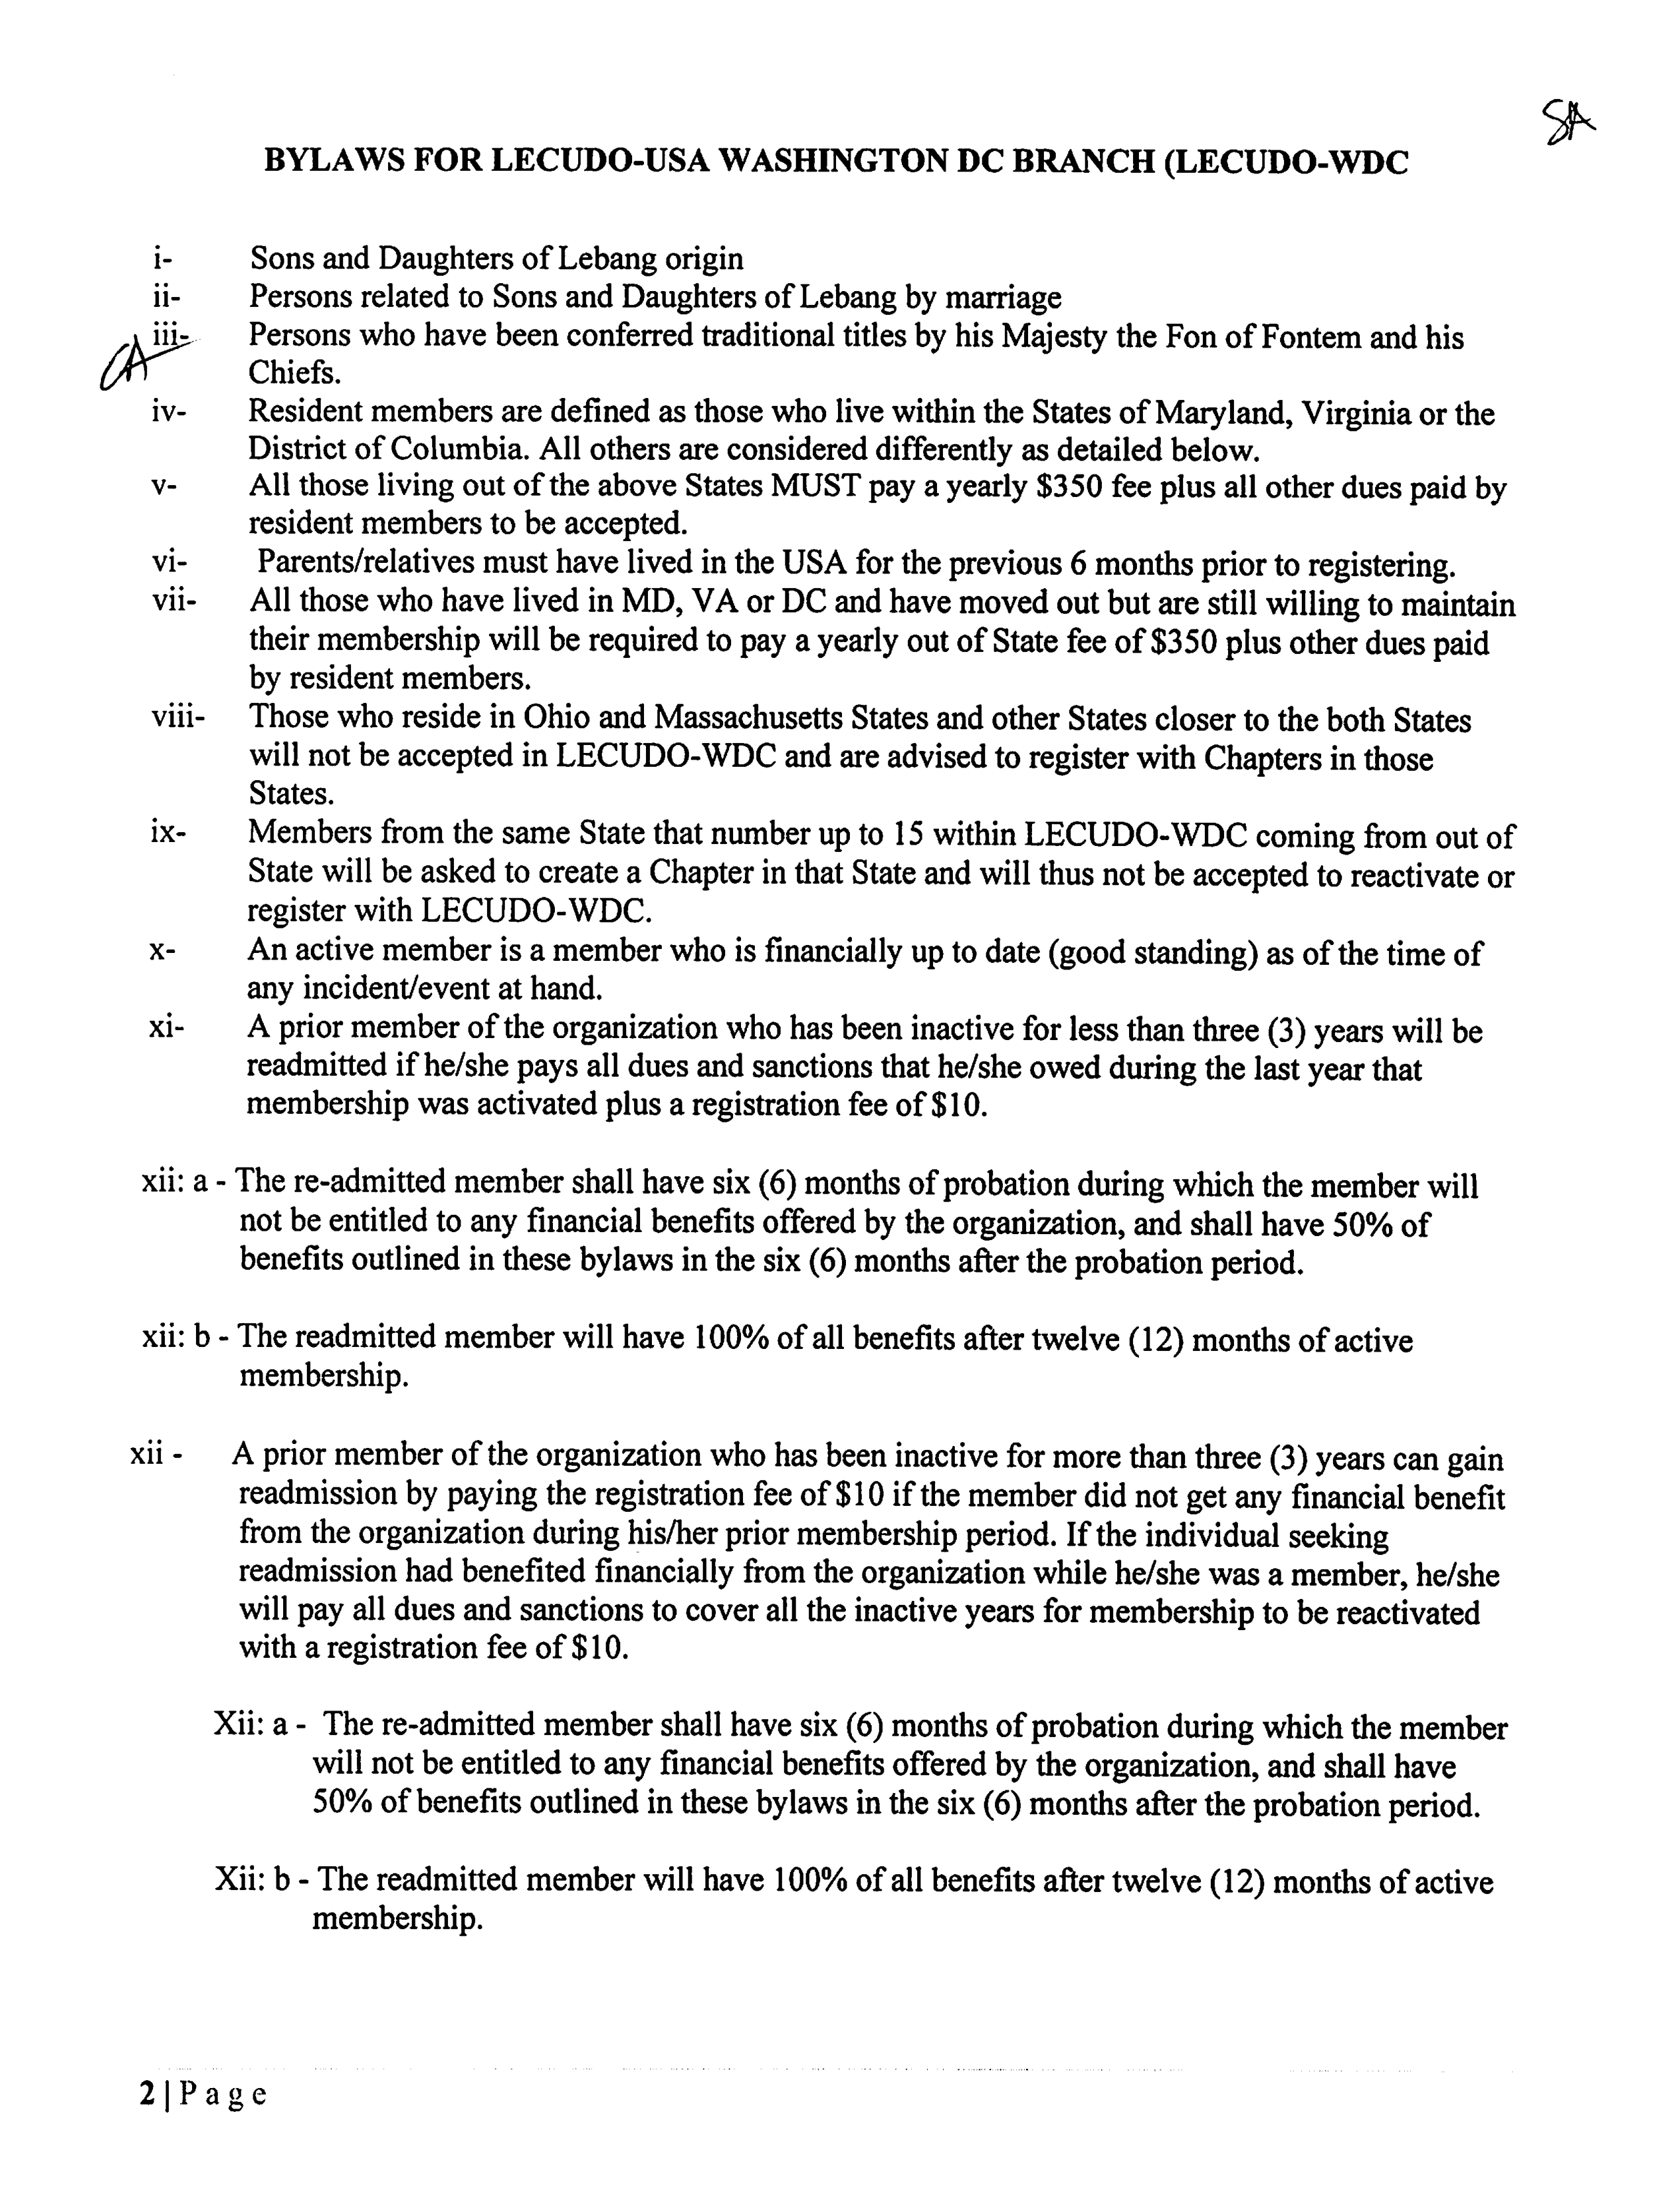 SA
BYLAWS FOR LECUDO-USA WASHINGTON DC BRANCH (LECUDO-WDC
i- Sons and Daughters of Lebang origin
ii- Persons related to Sons and Daughters of Lebang by marriage
iii- Persons who have been conferred traditional titles by his Majesty the Fon of Fontem and his
CA Chiefs.
iv- Resident members are defined as those who live within the States of Maryland, Virginia or the
District of Columbia. All others are considered differently as detailed below.
v- All those living out of the above States MUST pay a yearly $350 fee plus all other dues paid by
resident members to be accepted.
vi- Parents/relatives must have lived in the USA for the previous 6 months prior to registering.
vii- All those who have lived in MD, VA or DC and have moved out but are still willing to maintain
their membership will be required to pay a yearly out of State fee of $350 plus other dues paid
by resident members.
viii- Those who reside in Ohio and Massachusetts States and other States closer to the both States
will not be accepted in LECUDO-WDC and are advised to register with Chapters in those
States.
ix- Members from the same State that number up to 15 within LECUDO-WDC coming from out of
State will be asked to create a Chapter in that State and will thus not be accepted to reactivate or
register with LECUDO-WDC.
x- An active member is a member who is financially up to date (good standing) as of the time of
any incident/event at hand.
xi- A prior member of the organization who has been inactive for less than three (3) years will be
readmitted if he/she pays all dues and sanctions that he/she owed during the last year that
membership was activated plus a registration fee of $10.
xii: a - The re-admitted member shall have six (6) months of probation during which the member will
not be entitled to any financial benefits offered by the organization, and shall have 50% of
benefits outlined in these bylaws in the six (6) months after the probation period.
xii: b - The readmitted member will have 100% of all benefits after twelve (12) months of active
membership.
xii - A prior member of the organization who has been inactive for more than three (3) years can gain
readmission by paying the registration fee of $10 if the member did not get any financial benefit
from the organization during his/her prior membership period. If the individual seeking
readmission had benefited financially from the organization while he/she was a member, he/she
will pay all dues and sanctions to cover all the inactive years for membership to be reactivated
with a registration fee of $10.
Xii: a - The re-admitted member shall have six (6) months of probation during which the member
will not be entitled to any financial benefits offered by the organization, and shall have
50% of benefits outlined in these bylaws in the six (6) months after the probation period.
Xii: b - The readmitted member will have 100% of all benefits after twelve (12) months of active
membership.
2 | P a g e